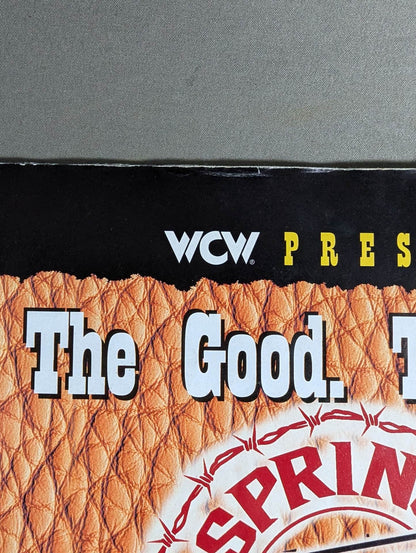 WCW® PRES
The Good. T
SPRIN